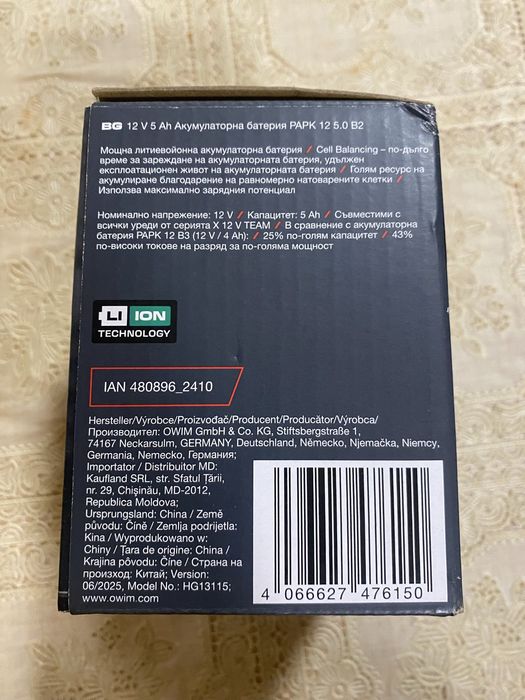 BG 12 V 5 Ah Акумулаторна батерия PAPK 12 5.0 B2
Мощна литиевойонна акумулаторна батерия / Cell Balancing – по-дълго
време за зареждане на акумулаторната батерия, удължен
експлоатационен живот на акумулаторната батерия / Голям ресурс на
акумулиране благодарение на равномерно натоварените клетки /
Използва максимално зарядния потенциал
Номинално напрежение: 12 V / Капацитет: 5 Ah / Съвместими с
всички уреди от серията X 12 V TEAM / В сравнение с акумулаторна
батерия PAPK 12 B3 (12 V / 4 Ah): / 25% по-голям капацитет / 43%
по-високи токове на разряд за по-голяма мощност
LI ION
TECHNOLOGY
IAN 480896_2410
Hersteller/Výrobce/Proizvođač/Producent/Producător/Výrobca/
Производител: OWIM GmbH & Co. KG, Stiftsbergstraße 1,
74167 Neckarsulm, GERMANY, Deutschland, Německo, Njemačka, Niemcy,
Germania, Nemecko, Германия;
Importator / Distribuitor MD:
Kaufland SRL, str. Sfatul Țării,
nr. 29, Chișinău, MD-2012,
Republica Moldova;
Ursprungsland: China / Země
původu: Číně / Zemlja podrijetla:
Kina / Wyprodukowano w:
Chiny / Țara de origine: China /
Krajina pôvodu: Číne / Страна на
произход: Китай; Version:
06/2025, Model No.: HG13115;
www.owim.com
4 066627 476150